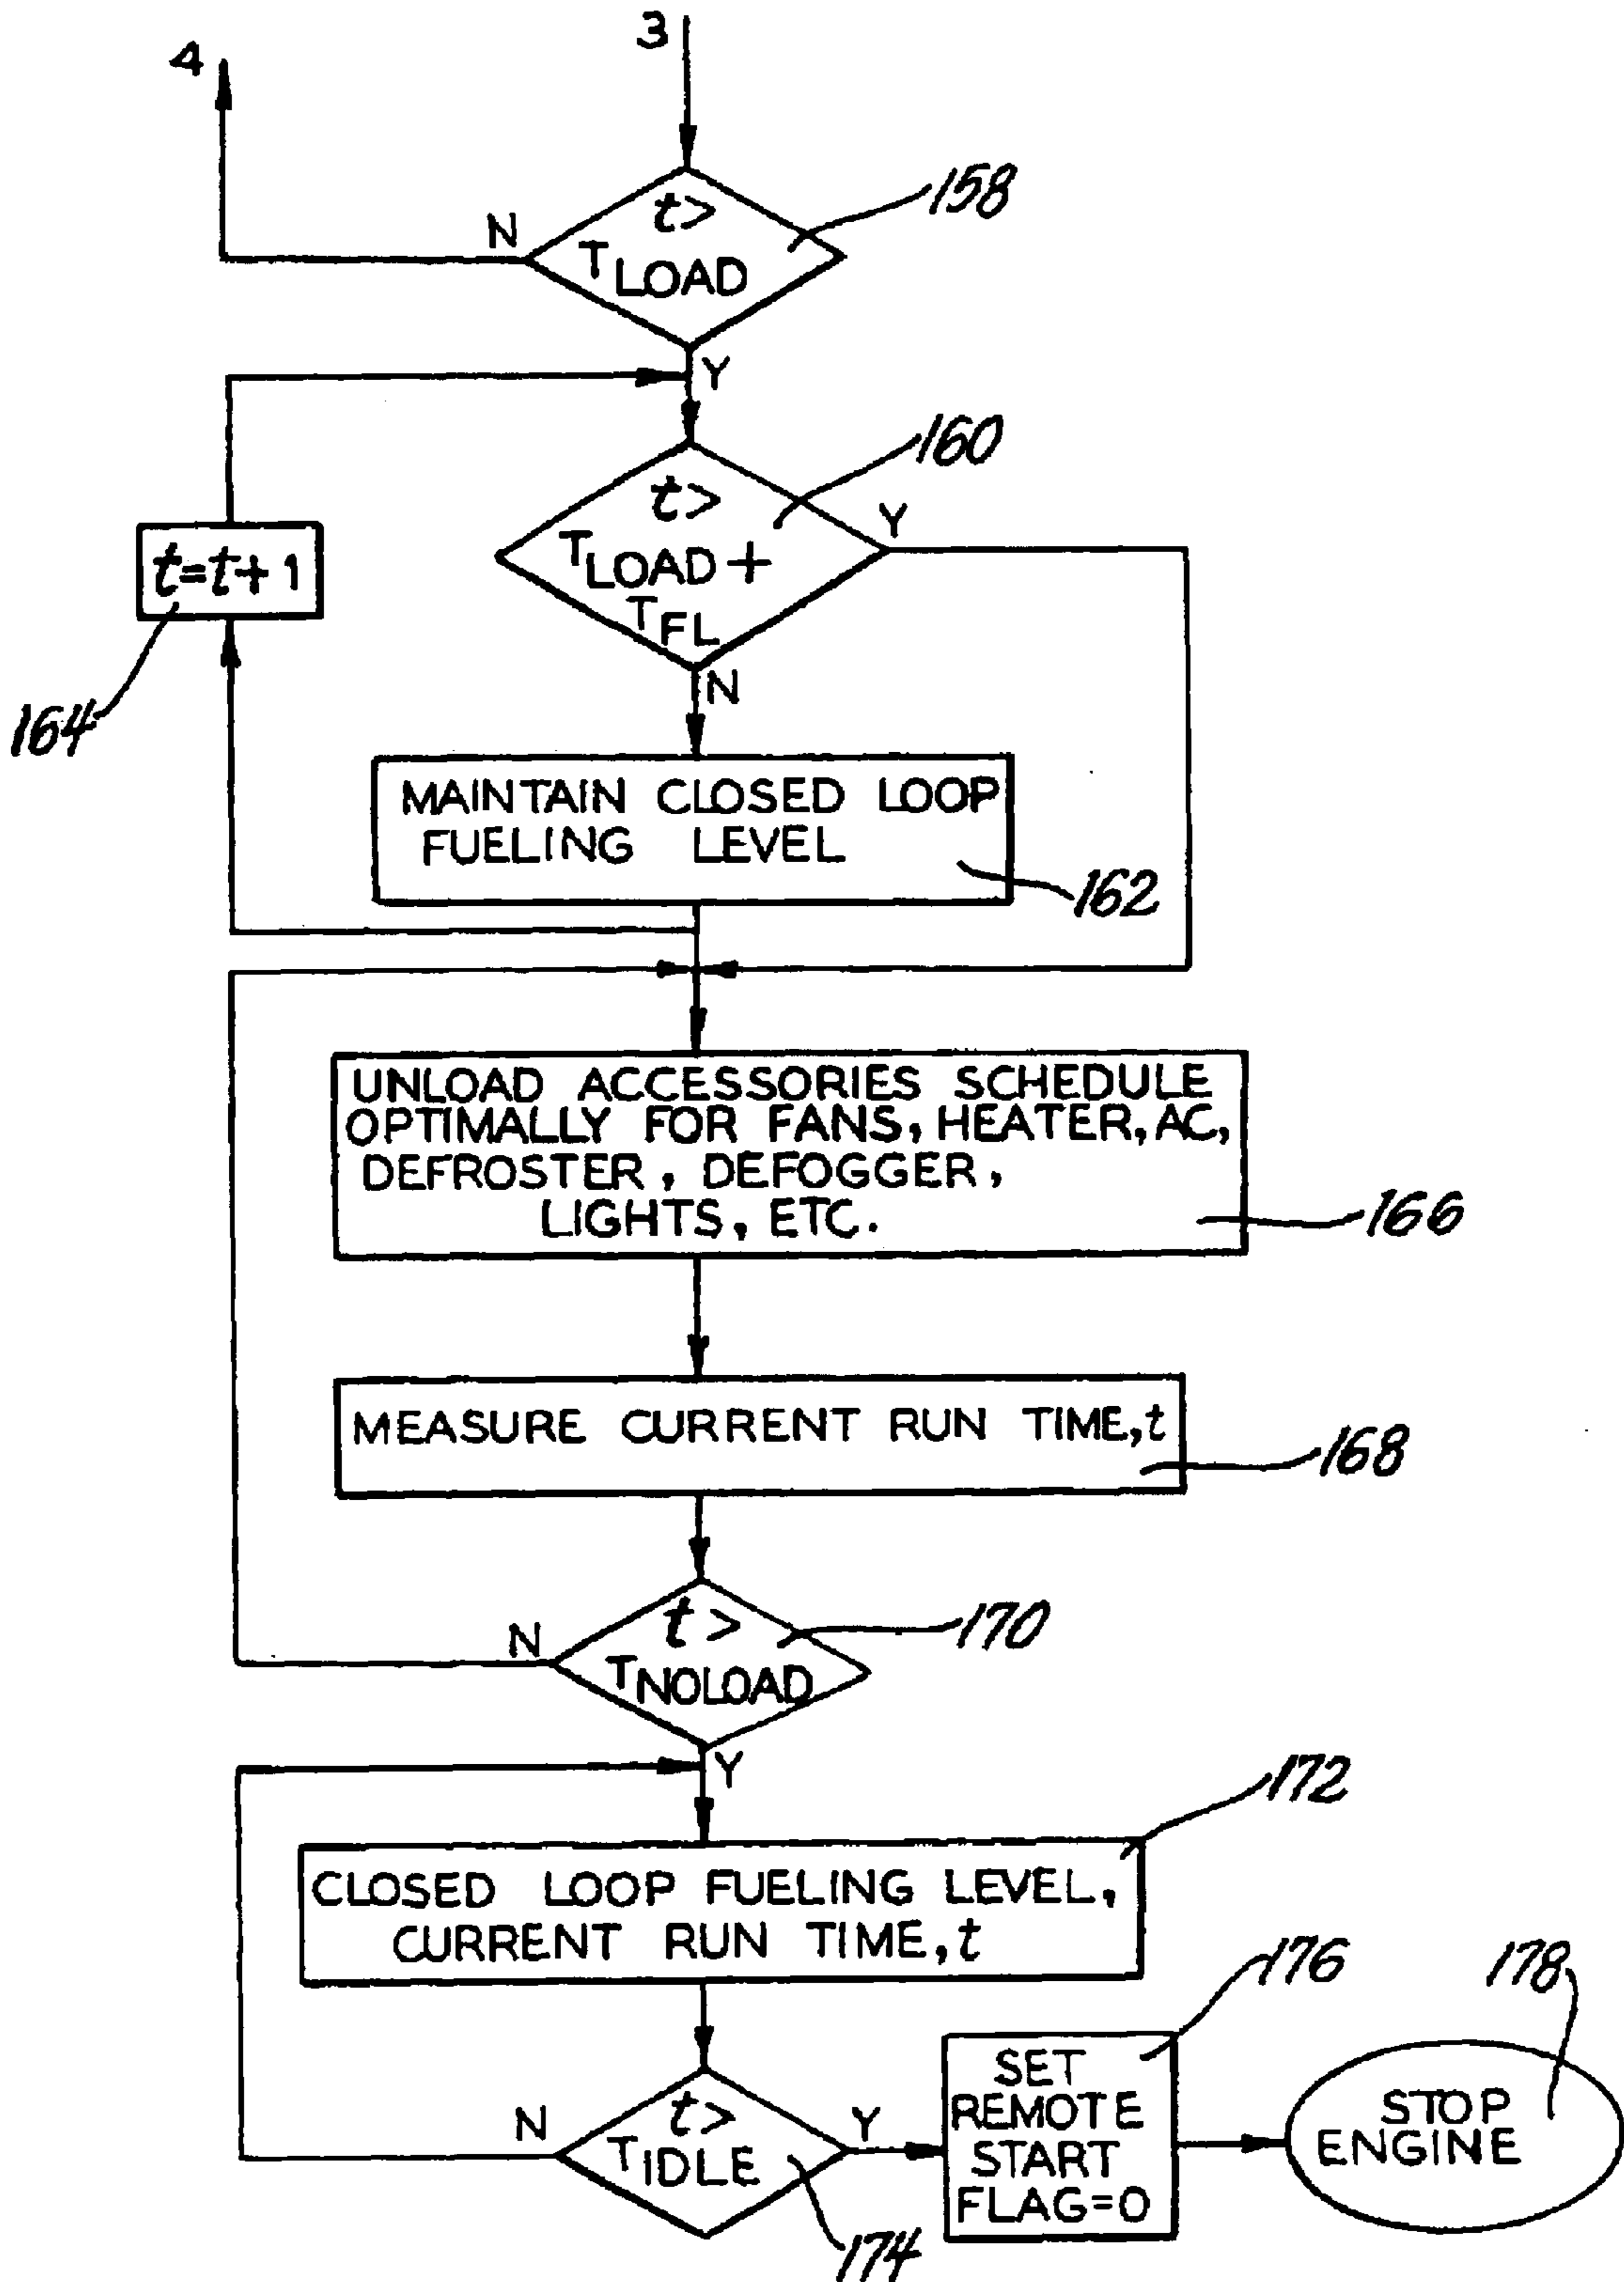 3
4
t>
TLOAD
158
N
Y
t>
TLOAD+
TFL
160
Y
N
t=t+1
164
MAINTAIN CLOSED LOOP
FUELING LEVEL
162
UNLOAD ACCESSORIES SCHEDULE
OPTIMALLY FOR FANS, HEATER, AC,
DEFROSTER, DEFOGGER,
LIGHTS, ETC.
166
MEASURE CURRENT RUN TIME, t
168
t>
TNOLOAD
170
N
Y
CLOSED LOOP FUELING LEVEL,
CURRENT RUN TIME, t
172
t>
TIDLE
174
N
Y
SET
REMOTE
START
FLAG=0
176
STOP
ENGINE
178